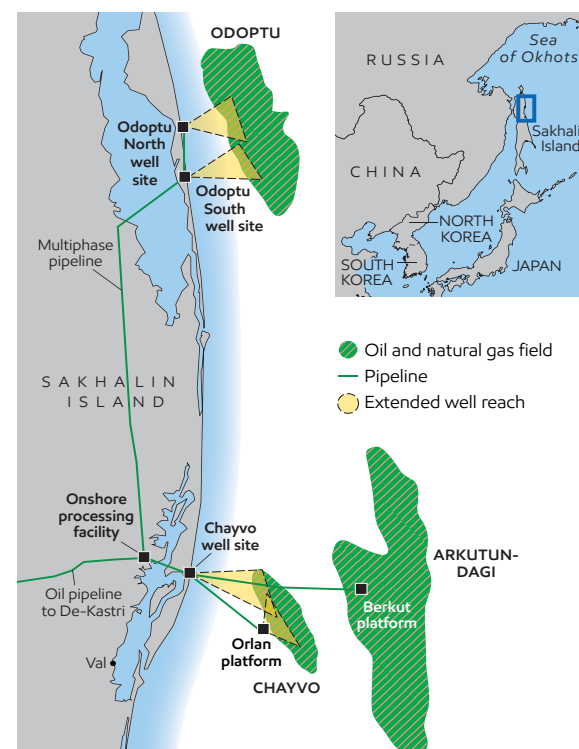 ODOPTU
Odoptu
North
well
site
Odoptu
South
well site
Multiphase
pipeline
SAKHALIN
ISLAND
Onshore
processing
facility
Chayvo
well site
Oil pipeline
to De-Kastri
Val
Orlan
platform
CHAYVO
ARKUTUN-
DAGI
Berkut
platform
Sea
of Okhots
RUSSIA
Sakhali
Island
CHINA
NORTH
KOREA
SOUTH
KOREA
JAPAN
Oil and natural gas field
Pipeline
Extended well reach